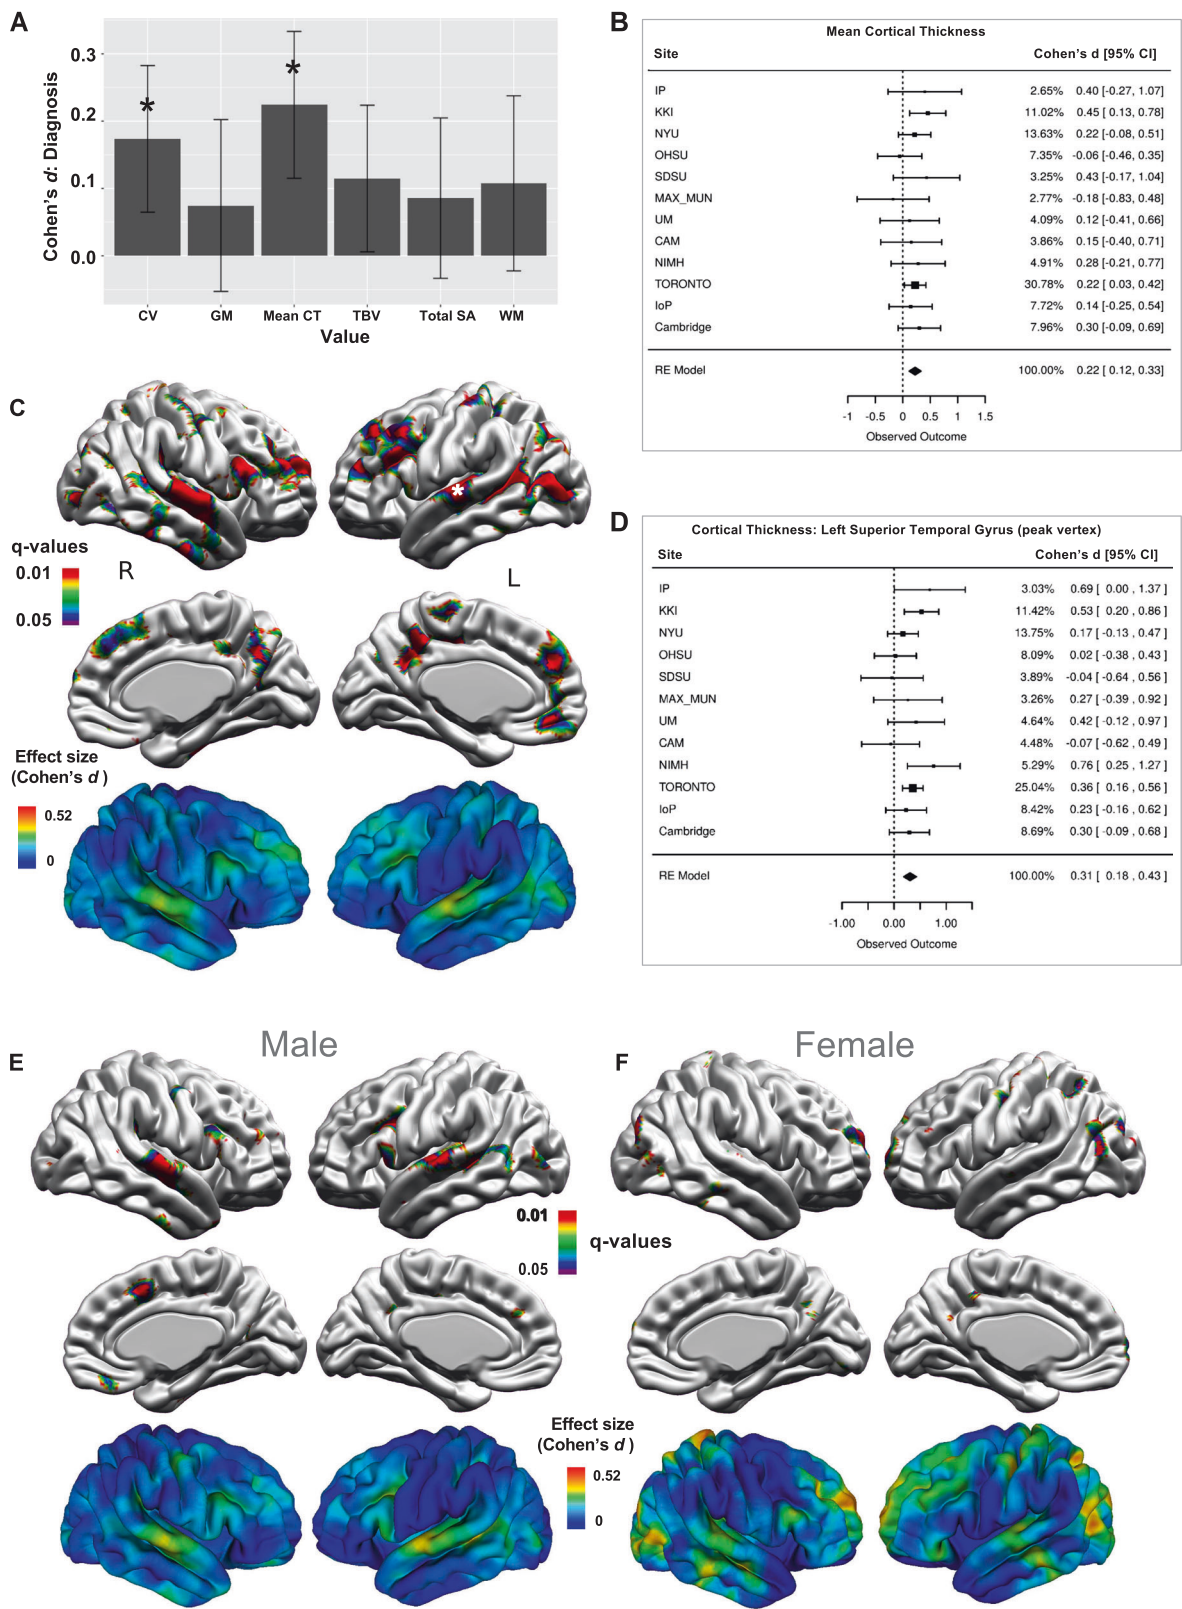 A
Cohen's d: Diagnosis
0.3
0.2
0.1
0.0
*
*
CV GM Mean CT TBV Total SA WM
Value
B
Mean Cortical Thickness
Site Cohen's d [95% CI]
IP 2.65% 0.40 [-0.27, 1.07]
KKI 11.02% 0.45 [ 0.13, 0.78]
NYU 13.63% 0.22 [-0.08, 0.51]
OHSU 7.35% -0.06 [-0.46, 0.35]
SDSU 3.25% 0.43 [-0.17, 1.04]
MAX_MUN 2.77% -0.18 [-0.83, 0.48]
UM 4.09% 0.12 [-0.41, 0.66]
CAM 3.86% 0.15 [-0.40, 0.71]
NIMH 4.91% 0.28 [-0.21, 0.77]
TORONTO 30.78% 0.22 [ 0.03, 0.42]
IoP 7.72% 0.14 [-0.25, 0.54]
Cambridge 7.96% 0.30 [-0.09, 0.69]
RE Model 100.00% 0.22 [ 0.12, 0.33]
-1 -0.5 0 0.5 1 1.5
Observed Outcome
C
*
q-values
0.01
0.05
R L
Effect size
(Cohen's d )
0.52
0
D
Cortical Thickness: Left Superior Temporal Gyrus (peak vertex)
Site Cohen's d [95% CI]
IP 3.03% 0.69 [ 0.00 , 1.37 ]
KKI 11.42% 0.53 [ 0.20 , 0.86 ]
NYU 13.75% 0.17 [ -0.13 , 0.47 ]
OHSU 8.09% 0.02 [ -0.38 , 0.43 ]
SDSU 3.89% -0.04 [ -0.64 , 0.56 ]
MAX_MUN 3.26% 0.27 [ -0.39 , 0.92 ]
UM 4.64% 0.42 [ -0.12 , 0.97 ]
CAM 4.48% -0.07 [ -0.62 , 0.49 ]
NIMH 5.29% 0.76 [ 0.25 , 1.27 ]
TORONTO 25.04% 0.36 [ 0.16 , 0.56 ]
IoP 8.42% 0.23 [ -0.16 , 0.62 ]
Cambridge 8.69% 0.30 [ -0.09 , 0.68 ]
RE Model 100.00% 0.31 [ 0.18 , 0.43 ]
-1.00 0.00 1.00
Observed Outcome
E
Male
F
Female
0.01
q-values
0.05
Effect size
(Cohen's d )
0.52
0